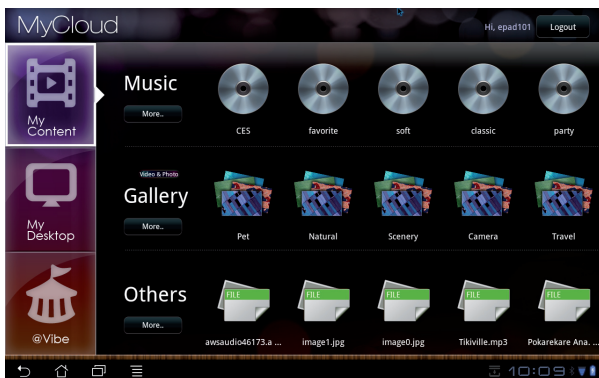 MyCloud
Hi, epad101
Logout
My
Content
Music
More..
CES
favorite
soft
classic
party
My
Desktop
Video & Photo
Gallery
More..
Pet
Natural
Scenery
Camera
Travel
@Vibe
Others
More..
FILE
FILE
FILE
FILE
FILE
awsaudio46173.a ...
image1.jpg
image0.jpg
Tikiville.mp3
Pokarekare Ana. ...
10:09